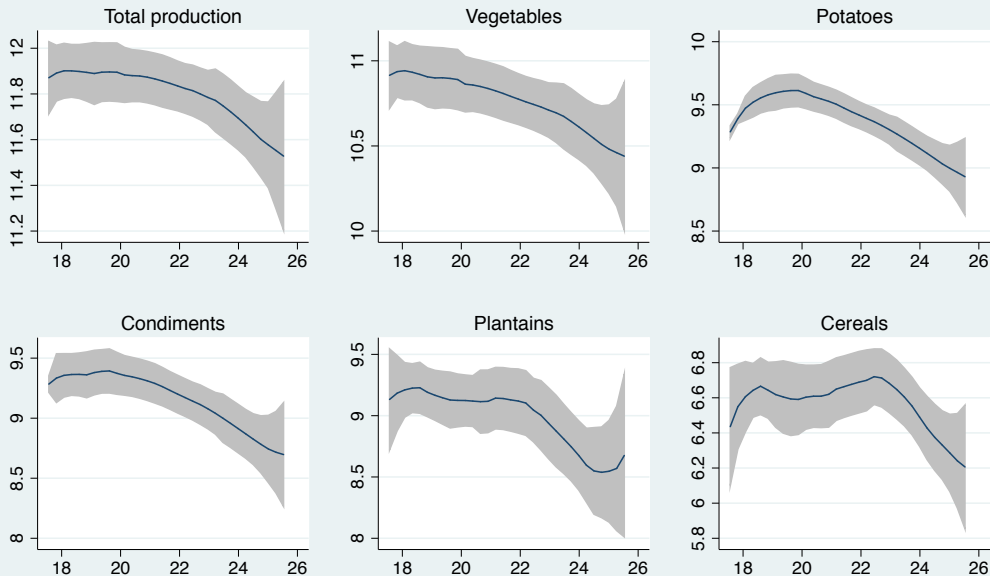 Total production
12
11.8
11.6
11.4
11.2
18 20 22 24 26
Vegetables
11
10.5
10
18 20 22 24 26
Potatoes
10
9.5
9
8.5
18 20 22 24 26
Condiments
9.5
9
8.5
8
18 20 22 24 26
Plantains
9.5
9
8.5
8
18 20 22 24 26
Cereals
6.8
6.6
6.4
6.2
6
5.8
18 20 22 24 26